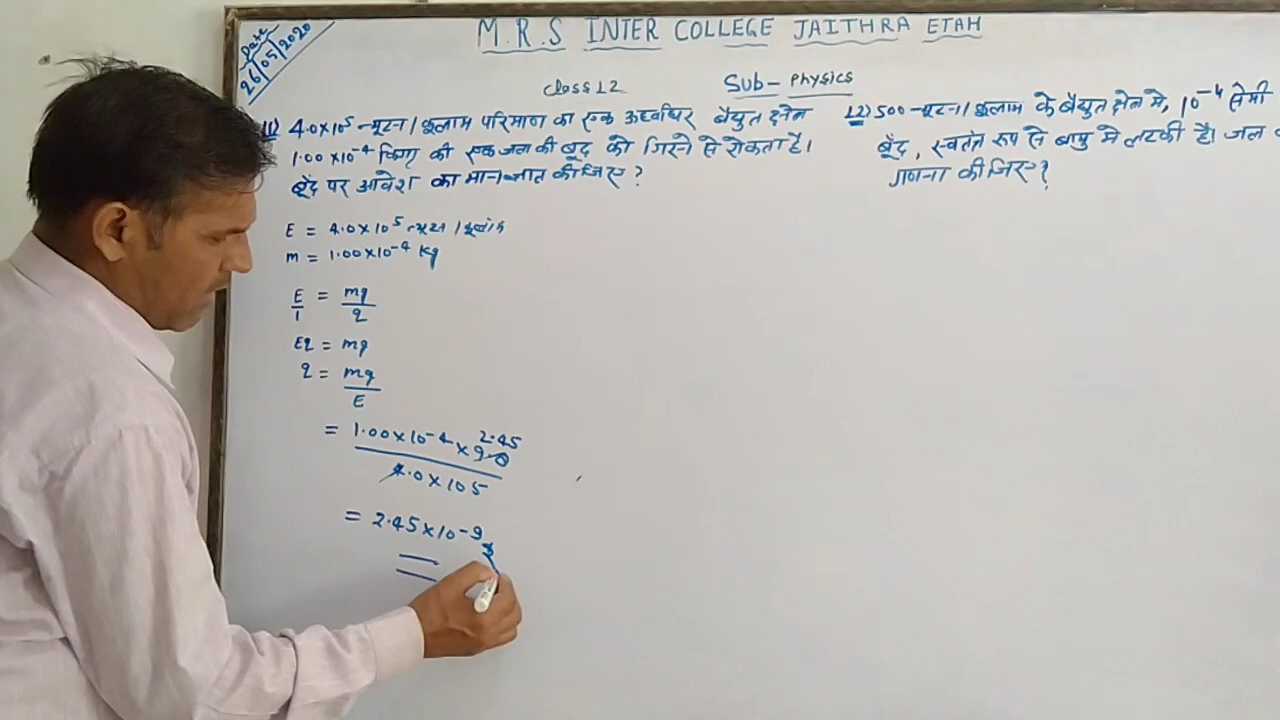 Date
26/05/2020
M.R.S INTER COLLEGE JAITHRA ETAH
Class 12
Sub- Physics
11) 4.0×10⁵ न्यूटन/कूलाम परिमाण का एक ऊर्ध्वाधर वैद्युत क्षेत्र
1.00×10⁻⁴ किग्रा की एक जल की बूंद को गिरने से रोकता है।
बूंद पर आवेश का मान ज्ञात कीजिए?
E = 4.0×10⁵ न्यूटन/कूलाम
m = 1.00×10⁻⁴ kg
E/1 = mg/q
Eq = mg
q = mg/E
= 1.00×10⁻⁴ × 9.8 2.45
4.0×10⁵
= 2.45×10⁻⁹
12) 500 न्यूटन/कूलाम के वैद्युत क्षेत्र में, 10⁻⁴ सेमी
बूँद, स्वतंत्र रूप से वायु में लटकी है। जल
गणना कीजिए?